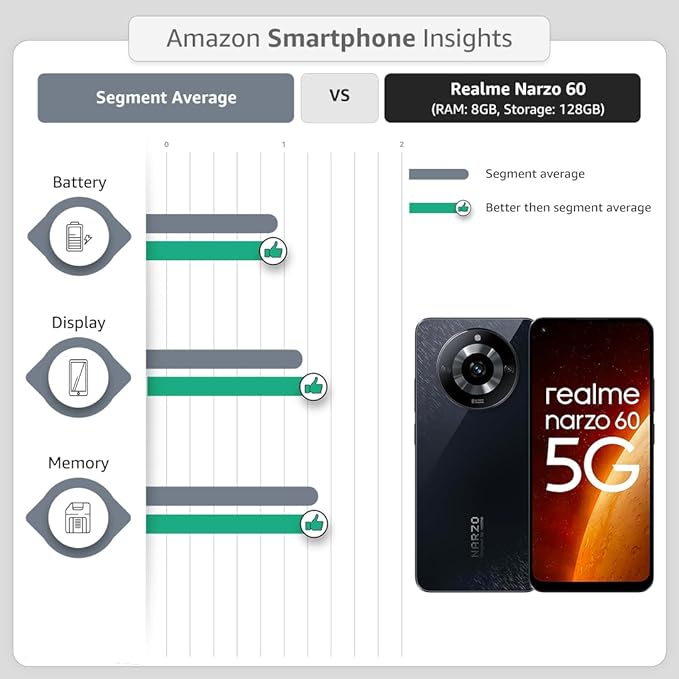 Amazon Smartphone Insights
Segment Average
VS
Realme Narzo 60
(RAM: 8GB, Storage: 128GB)
0 1 2
Segment average
Better then segment average
Battery
Display
Memory
realme
narzo 60
5G
NARZO